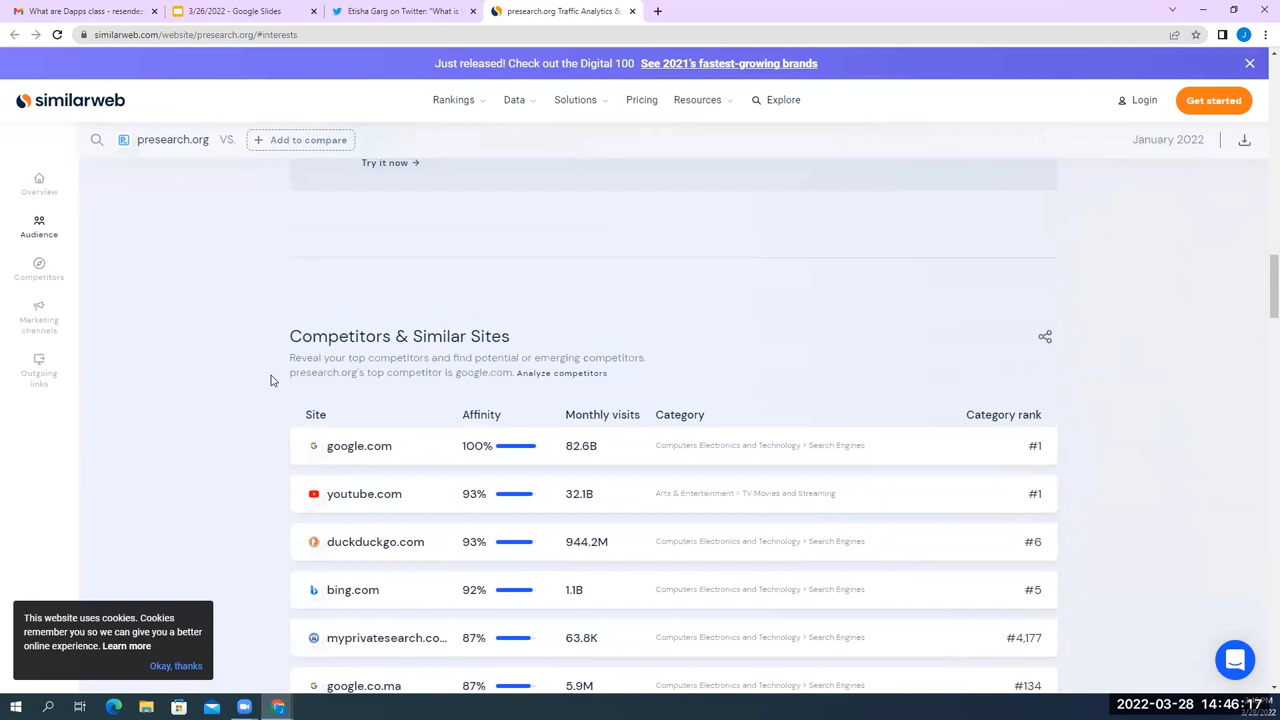 What are Dapps class - resende
3/26/2022 - Google Slides
Etisha Garg on Twitter: "What is
presearch.org Traffic Analytics &
similarweb.com/website/presearch.org/#interests
J
Just released! Check out the Digital 100 See 2021's fastest-growing brands
similarweb
Rankings
Data
Solutions
Pricing
Resources
Explore
Login
Get started
presearch.org
VS.
+ Add to compare
January 2022
Overview
Audience
Competitors
Marketing
channels
Outgoing
links
Try it now →
Competitors & Similar Sites
Reveal your top competitors and find potential or emerging competitors.
presearch.org's top competitor is google.com. Analyze competitors
Site Affinity Monthly visits Category Category rank
google.com 100% 82.6B Computers Electronics and Technology > Search Engines #1
youtube.com 93% 32.1B Arts & Entertainment > TV Movies and Streaming #1
duckduckgo.com 93% 944.2M Computers Electronics and Technology > Search Engines #6
bing.com 92% 1.1B Computers Electronics and Technology > Search Engines #5
myprivatesearch.co... 87% 63.8K Computers Electronics and Technology > Search Engines #4,177
google.co.ma 87% 5.9M Computers Electronics and Technology > Search Engines #134
This website uses cookies. Cookies
remember you so we can give you a better
online experience. Learn more
Okay, thanks
2022-03-28 14:46:17